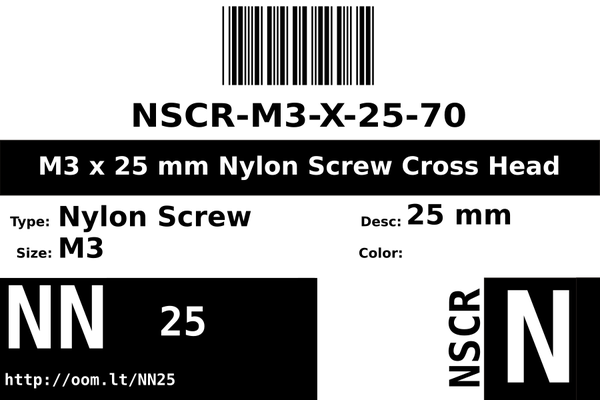 NSCR-M3-X-25-70
M3 x 25 mm Nylon Screw Cross Head
Type: Nylon Screw
Desc: 25 mm
Size: M3
Color:
NN 25
http://oom.lt/NN25
NSCR
N